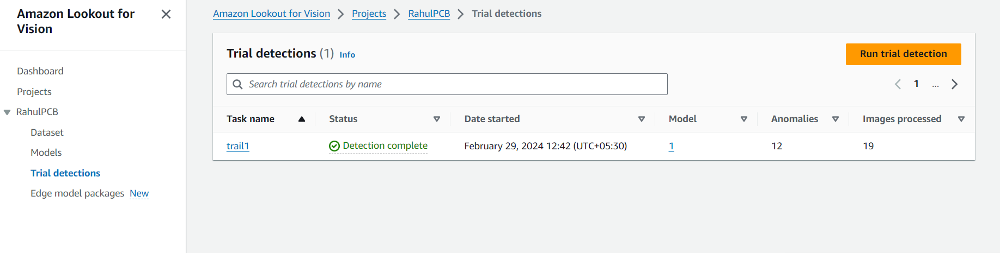 Amazon Lookout for
Vision
Dashboard
Projects
RahulPCB
Dataset
Models
Trial detections
Edge model packages New
Amazon Lookout for Vision > Projects > RahulPCB > Trial detections
Trial detections (1) Info
Run trial detection
Search trial detections by name
1 ...
Task name Status Date started Model Anomalies Images processed
trail1 Detection complete February 29, 2024 12:42 (UTC+05:30) 1 12 19